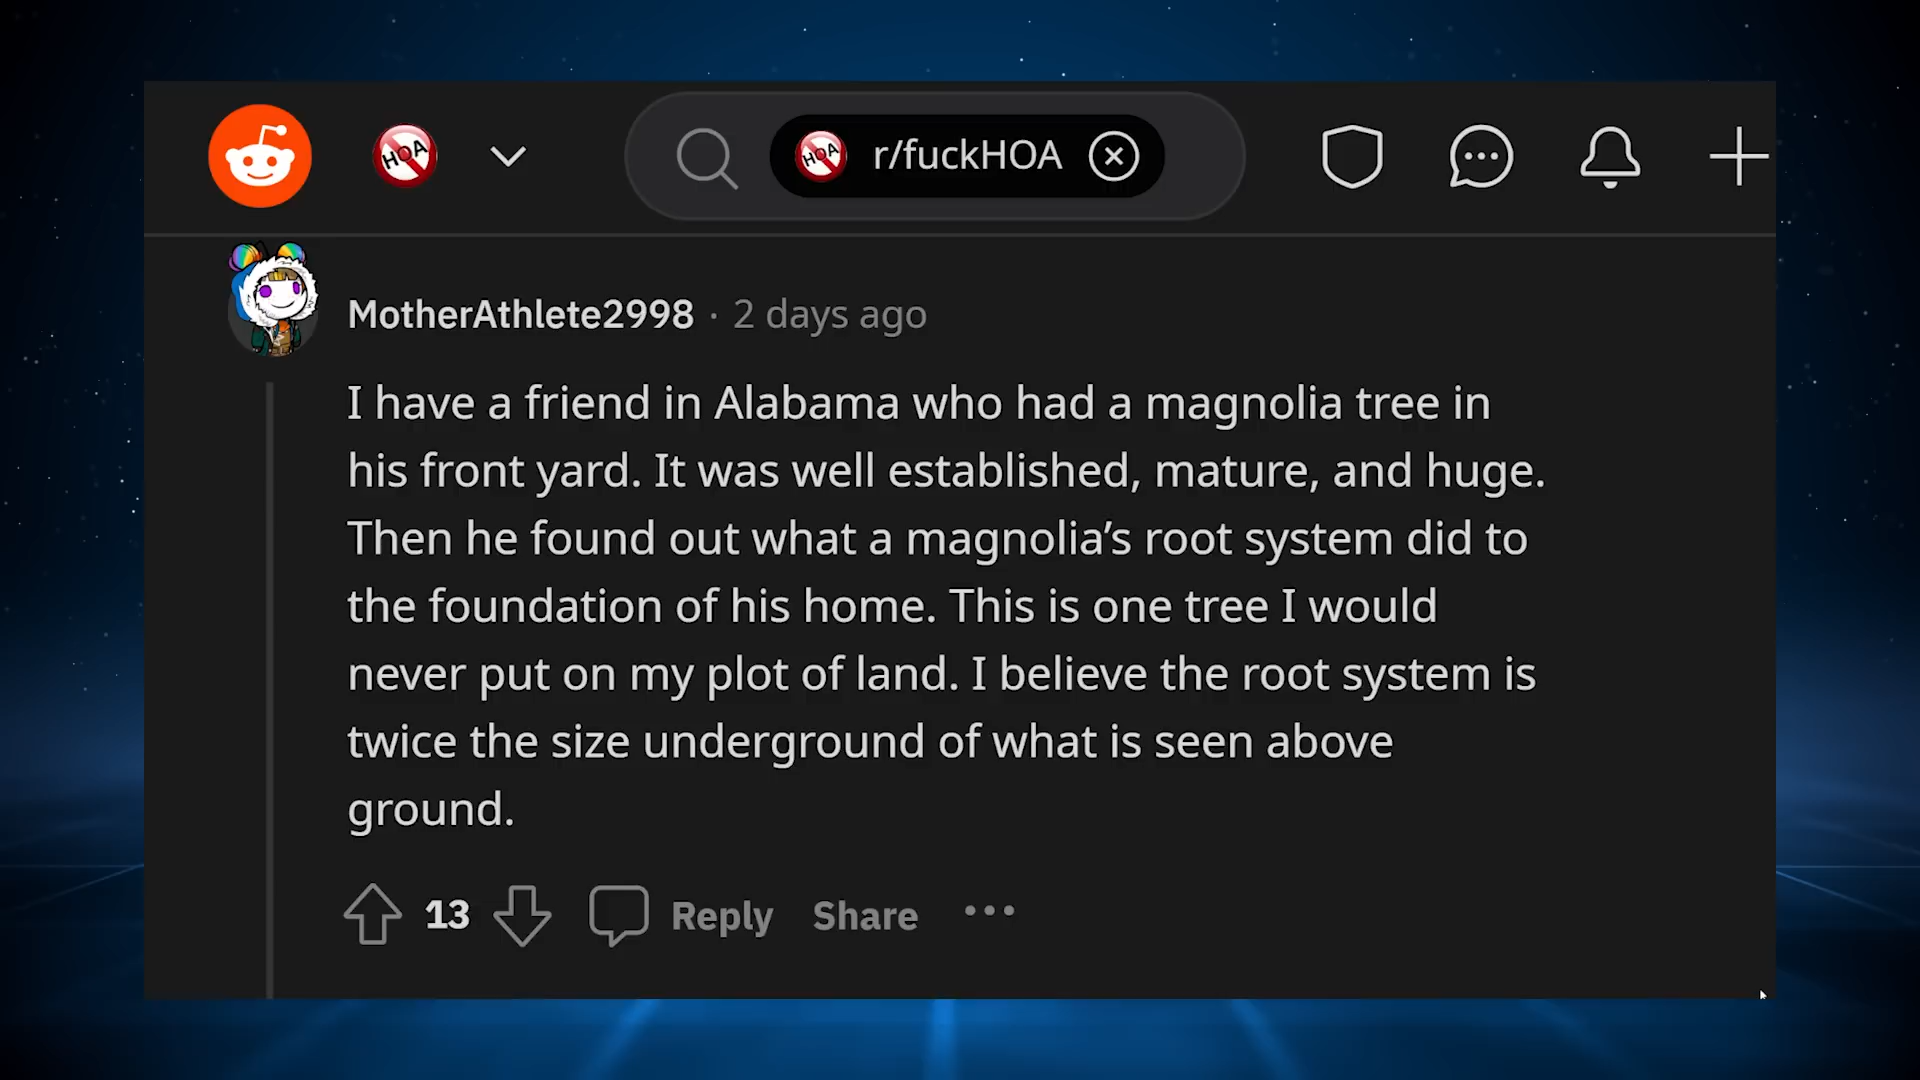 HOA
HOA r/fuckHOA
MotherAthlete2998 · 2 days ago
I have a friend in Alabama who had a magnolia tree in
his front yard. It was well established, mature, and huge.
Then he found out what a magnolia’s root system did to
the foundation of his home. This is one tree I would
never put on my plot of land. I believe the root system is
twice the size underground of what is seen above
ground.
13 Reply Share ...